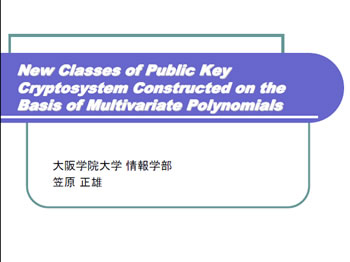 New Classes of Public Key
Cryptosystem Constructed on the
Basis of Multivariate Polynomials
大阪学院大学 情報学部
笠原 正雄